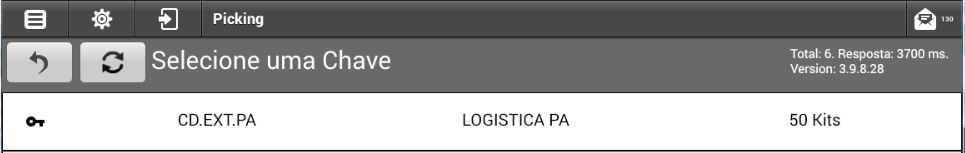 Picking
130
Selecione uma Chave
Total: 6. Resposta: 3700 ms.
Version: 3.9.8.28
CD.EXT.PA LOGISTICA PA 50 Kits